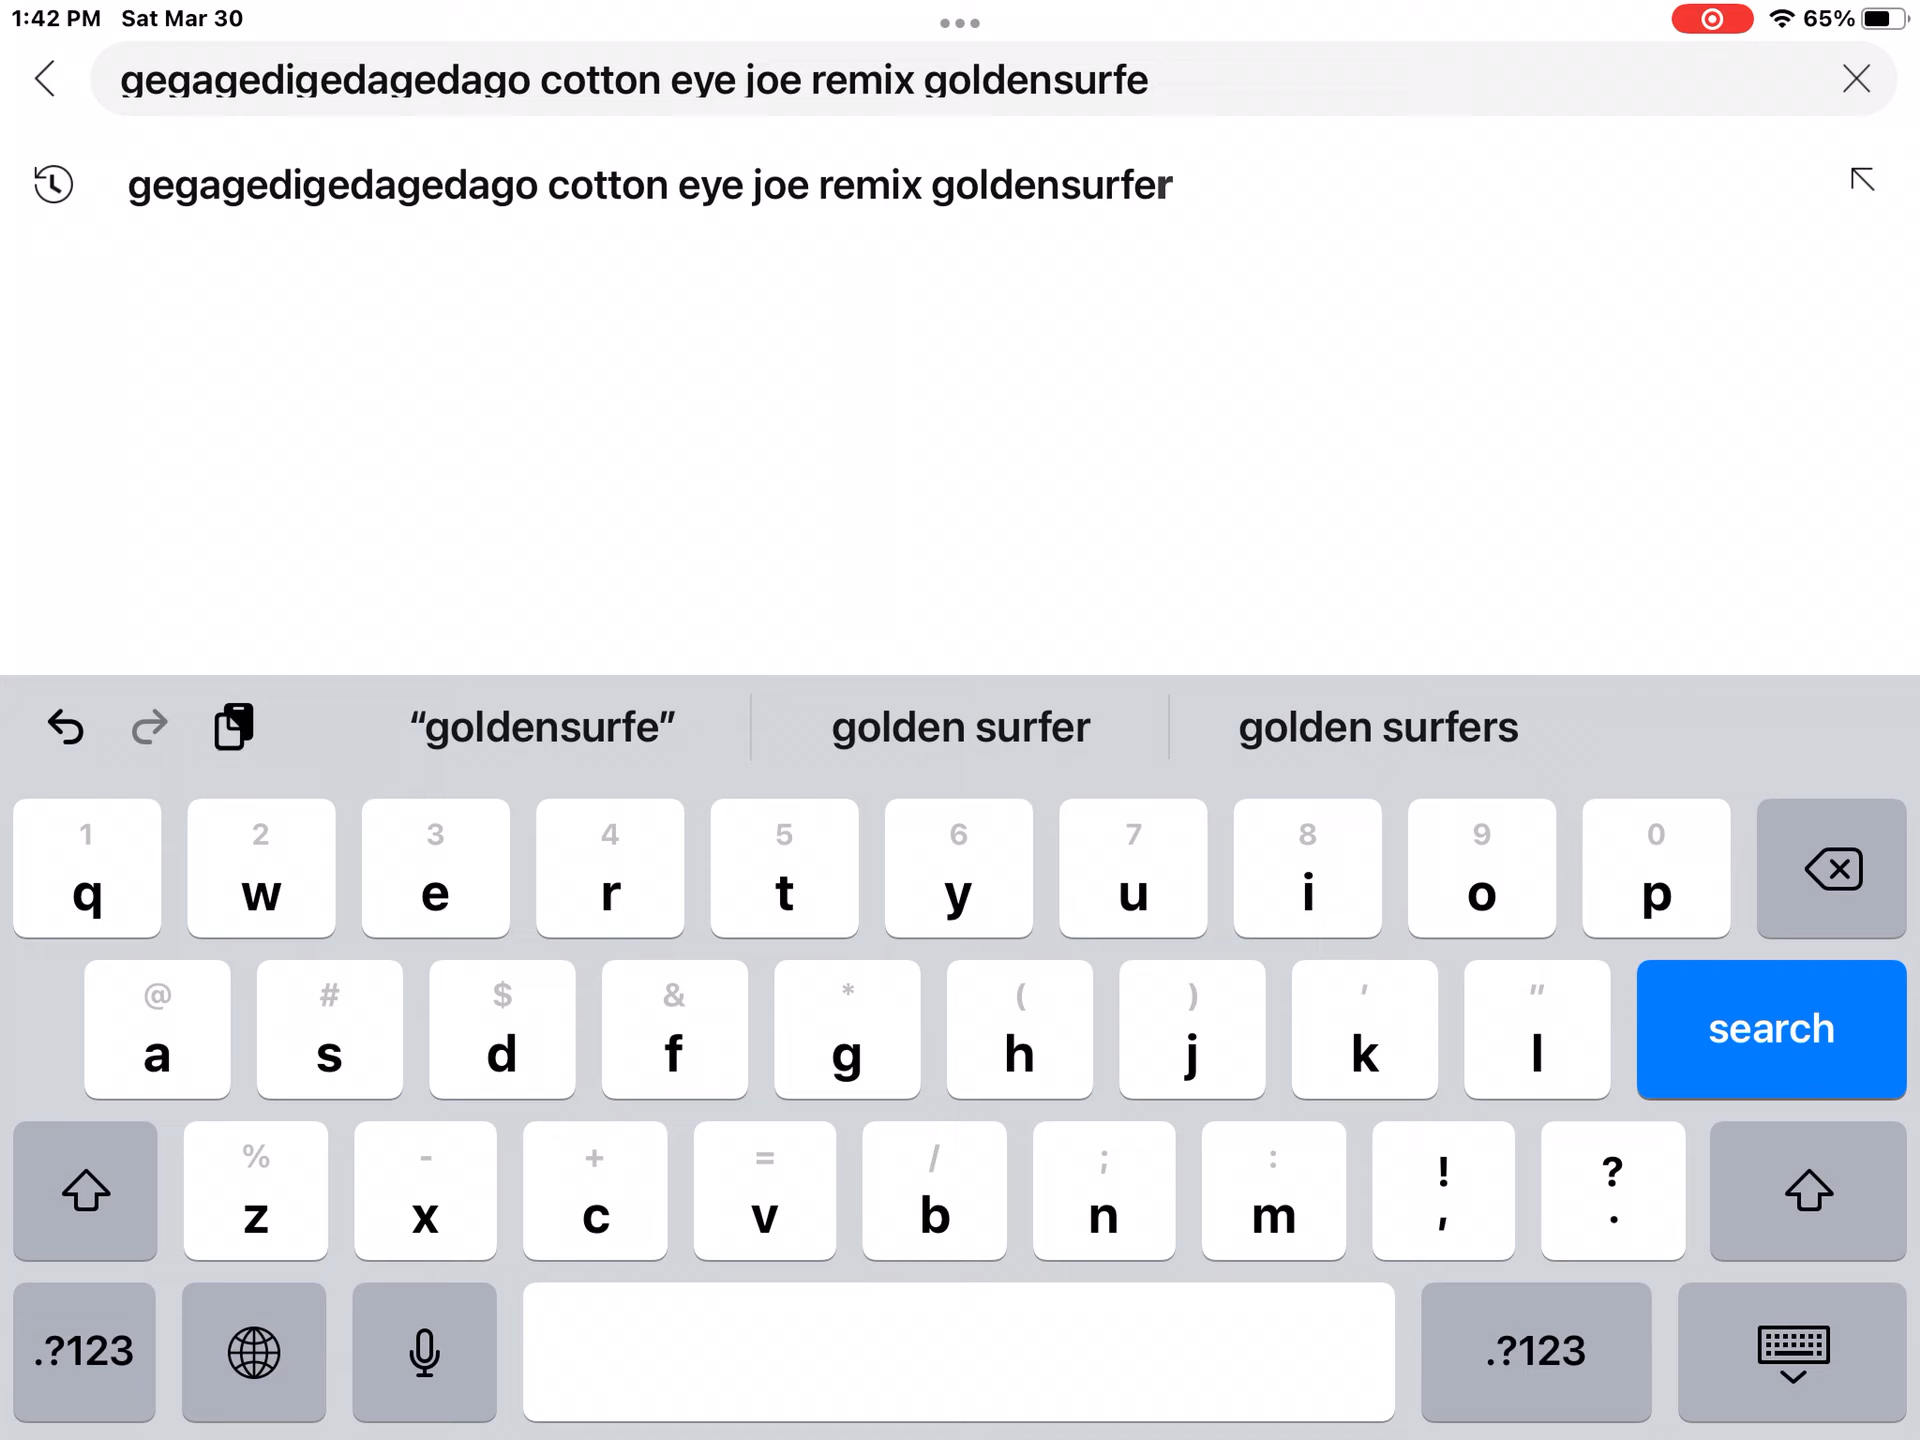 1:42 PM Sat Mar 30
65%
gegagedigedagedago cotton eye joe remix goldensurfe
gegagedigedagedago cotton eye joe remix goldensurfer
“goldensurfe” golden surfer golden surfers
1 2 3 4 5 6 7 8 9 0
q w e r t y u i o p
@ # $ & * ( ) ' "
a s d f g h j k l search
% - + = / ; : ! ?
z x c v b n m , .
.?123 .?123